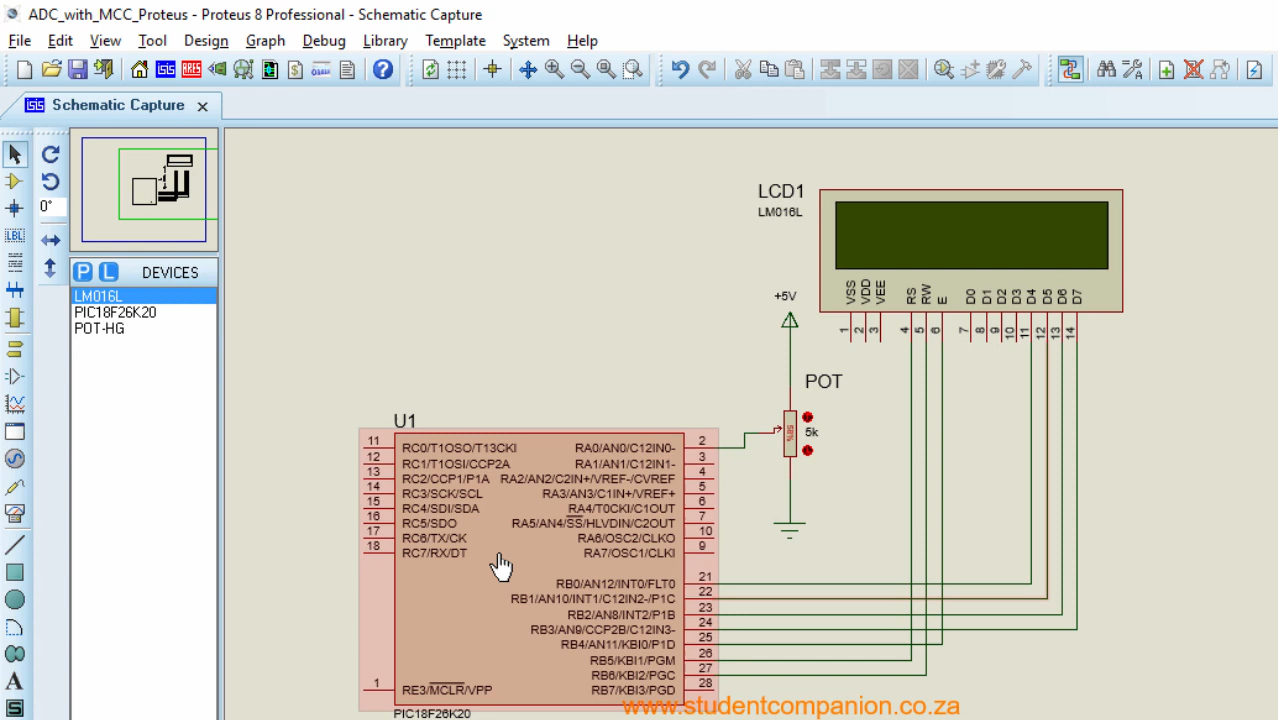 ADC_with_MCC_Proteus - Proteus 8 Professional - Schematic Capture
File Edit View Tool Design Graph Debug Library Template System Help
Schematic Capture
0°
P L DEVICES
LM016L
PIC18F26K20
POT-HG
LBL
A
S
LCD1
LM016L
VSS VDD VEE RS RW E D0 D1 D2 D3 D4 D5 D6 D7
1 2 3 4 5 6 7 8 9 10 11 12 13 14
+5V
POT
58%
5k
U1
11 RC0/T1OSO/T13CKI RA0/AN0/C12IN0- 2
12 RC1/T1OSI/CCP2A RA1/AN1/C12IN1- 3
13 RC2/CCP1/P1A RA2/AN2/C2IN+/VREF-/CVREF 4
14 RC3/SCK/SCL RA3/AN3/C1IN+/VREF+ 5
15 RC4/SDI/SDA RA4/T0CKI/C1OUT 6
16 RC5/SDO RA5/AN4/SS/HLVDIN/C2OUT 7
17 RC6/TX/CK RA6/OSC2/CLKO 10
18 RC7/RX/DT RA7/OSC1/CLKI 9
RB0/AN12/INT0/FLT0 21
RB1/AN10/INT1/C12IN2-/P1C 22
RB2/AN8/INT2/P1B 23
RB3/AN9/CCP2B/C12IN3- 24
RB4/AN11/KBI0/P1D 25
RB5/KBI1/PGM 26
RB6/KBI2/PGC 27
1 RE3/MCLR/VPP RB7/KBI3/PGD 28
PIC18F26K20
www.studentcompanion.co.za